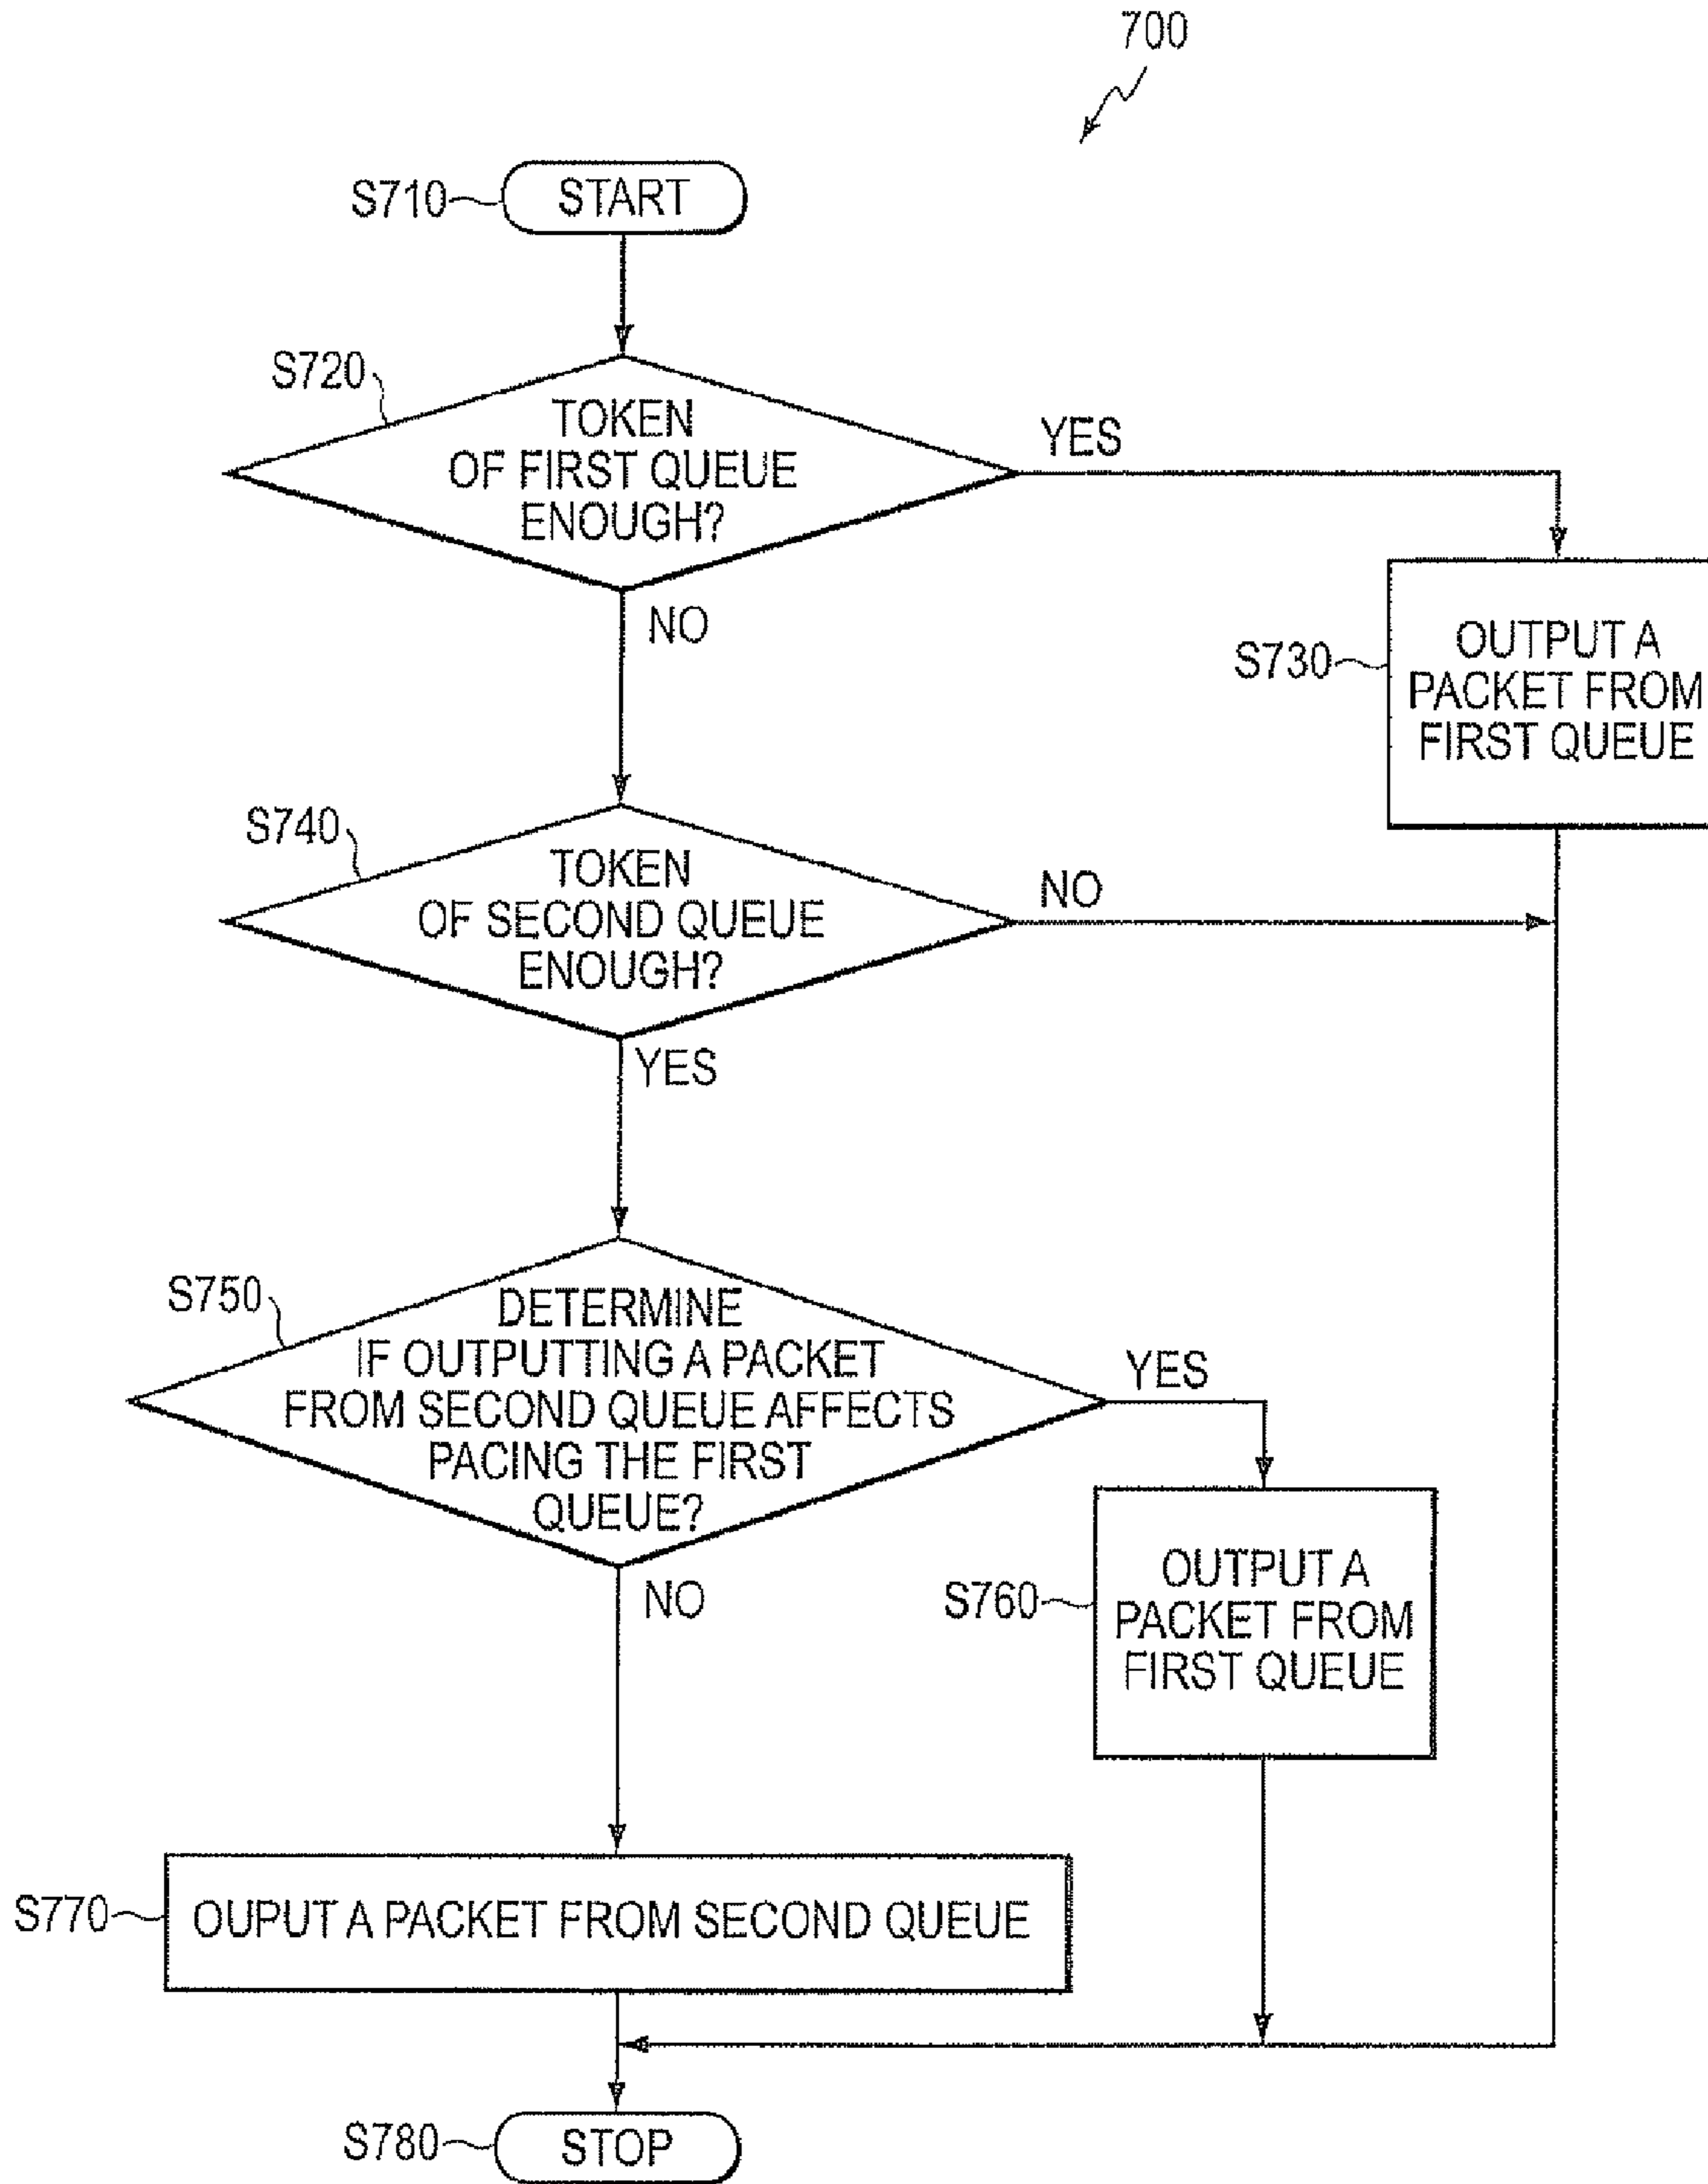 700
S710
START
S720
TOKEN
OF FIRST QUEUE
ENOUGH?
YES
NO
S730
OUTPUT A
PACKET FROM
FIRST QUEUE
S740
TOKEN
OF SECOND QUEUE
ENOUGH?
NO
YES
S750
DETERMINE
IF OUTPUTTING A PACKET
FROM SECOND QUEUE AFFECTS
PACING THE FIRST
QUEUE?
YES
NO
S760
OUTPUT A
PACKET FROM
FIRST QUEUE
S770
OUPUT A PACKET FROM SECOND QUEUE
S780
STOP